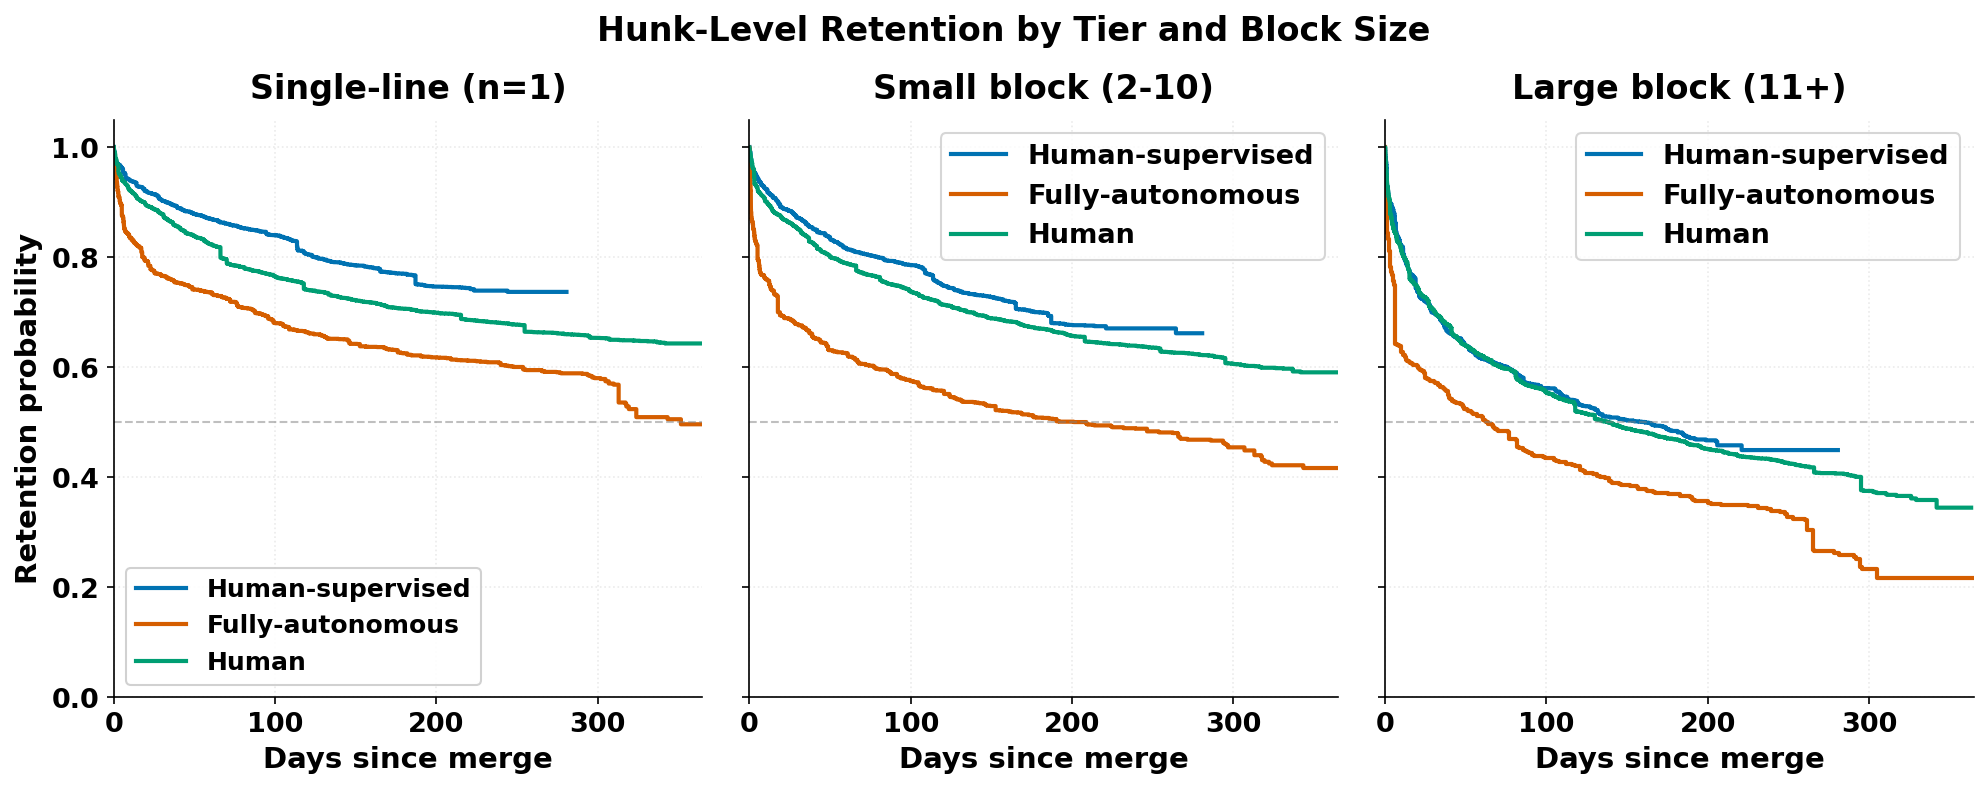 Hunk-Level Retention by Tier and Block Size
Single-line (n=1)
Small block (2-10)
Large block (11+)
Retention probability
1.0
0.8
0.6
0.4
0.2
0.0
Human-supervised
Fully-autonomous
Human
0 100 200 300
Days since merge
Human-supervised
Fully-autonomous
Human
0 100 200 300
Days since merge
Human-supervised
Fully-autonomous
Human
0 100 200 300
Days since merge